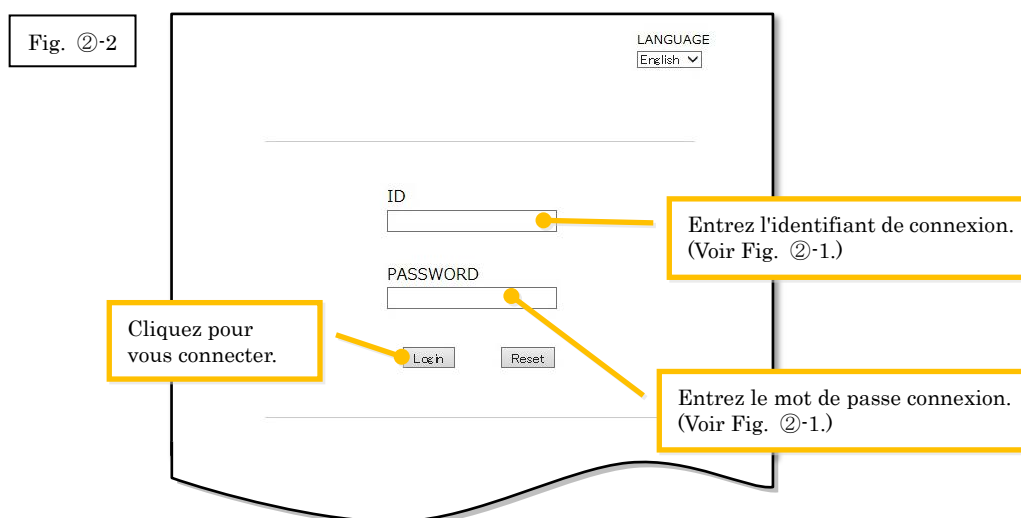 Fig. ②-2
LANGUAGE
English
ID
Entrez l'identifiant de connexion.
(Voir Fig. ②-1.)
PASSWORD
Cliquez pour
vous connecter.
Login
Reset
Entrez le mot de passe connexion.
(Voir Fig. ②-1.)